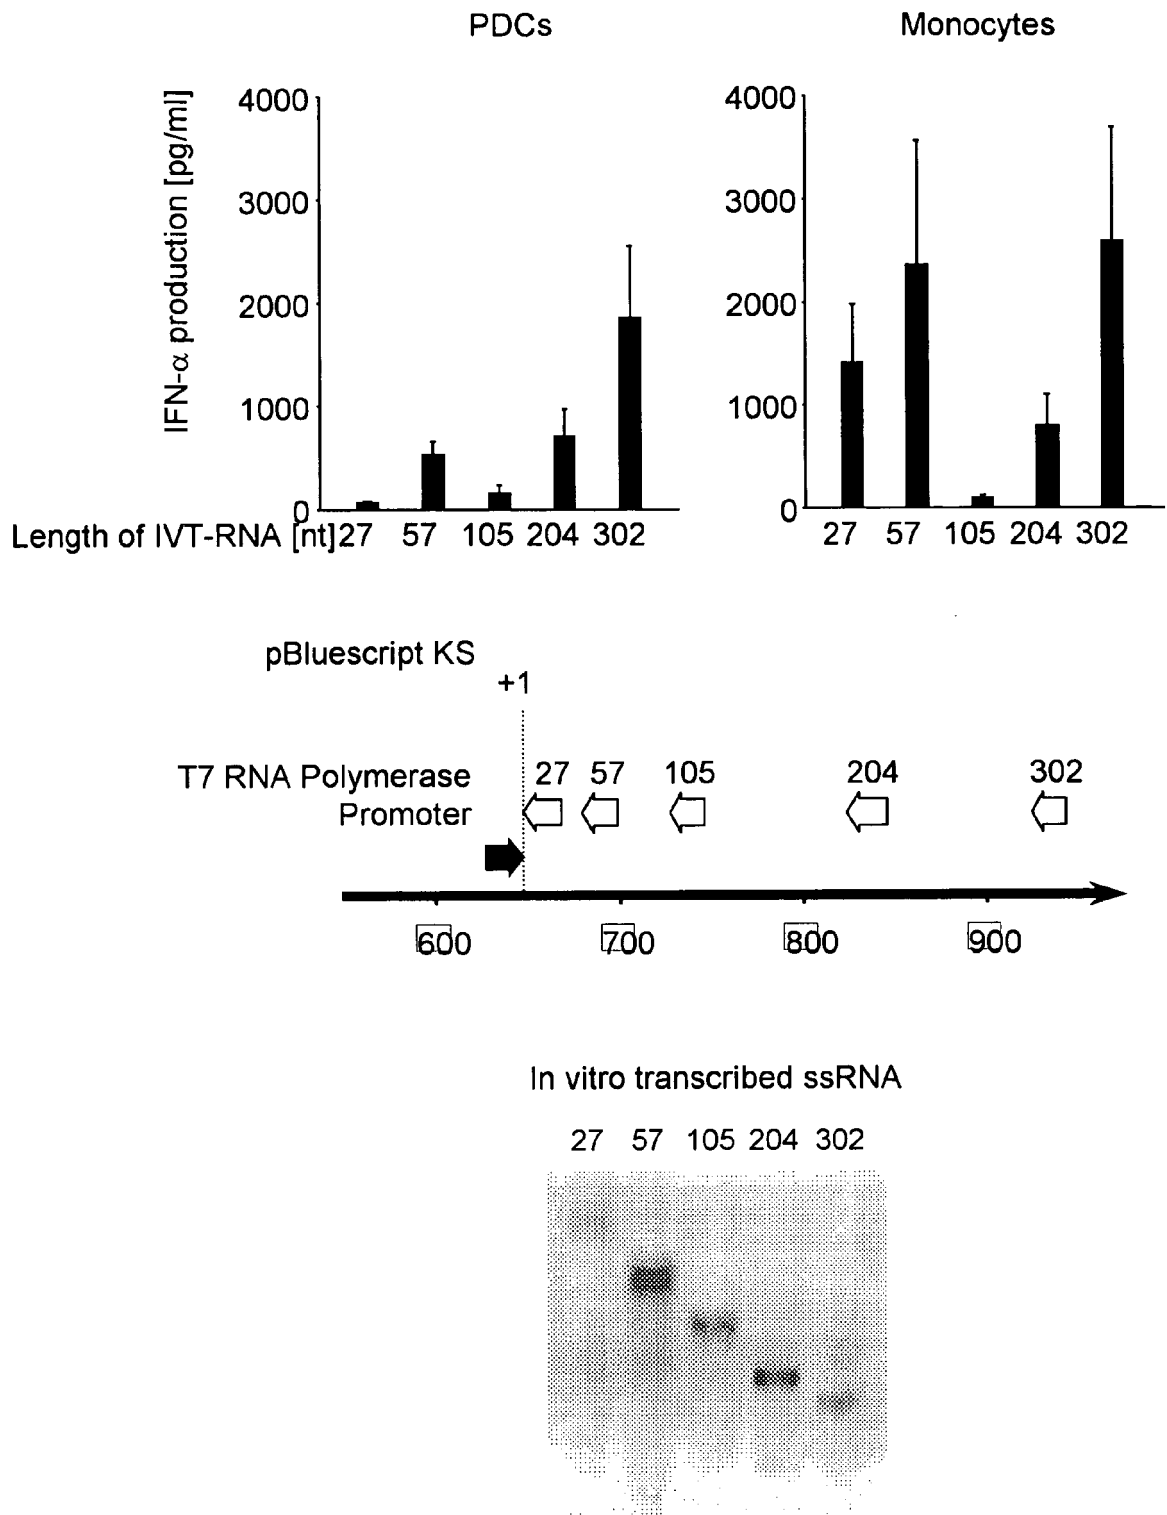 PDCs Monocytes
IFN-α production [pg/ml]
4000 4000
3000 3000
2000 2000
1000 1000
0 0
Length of IVT-RNA [nt] 27 57 105 204 302 27 57 105 204 302
pBluescript KS
+1
T7 RNA Polymerase 27 57 105 204 302
Promoter
600 700 800 900
In vitro transcribed ssRNA
27 57 105 204 302